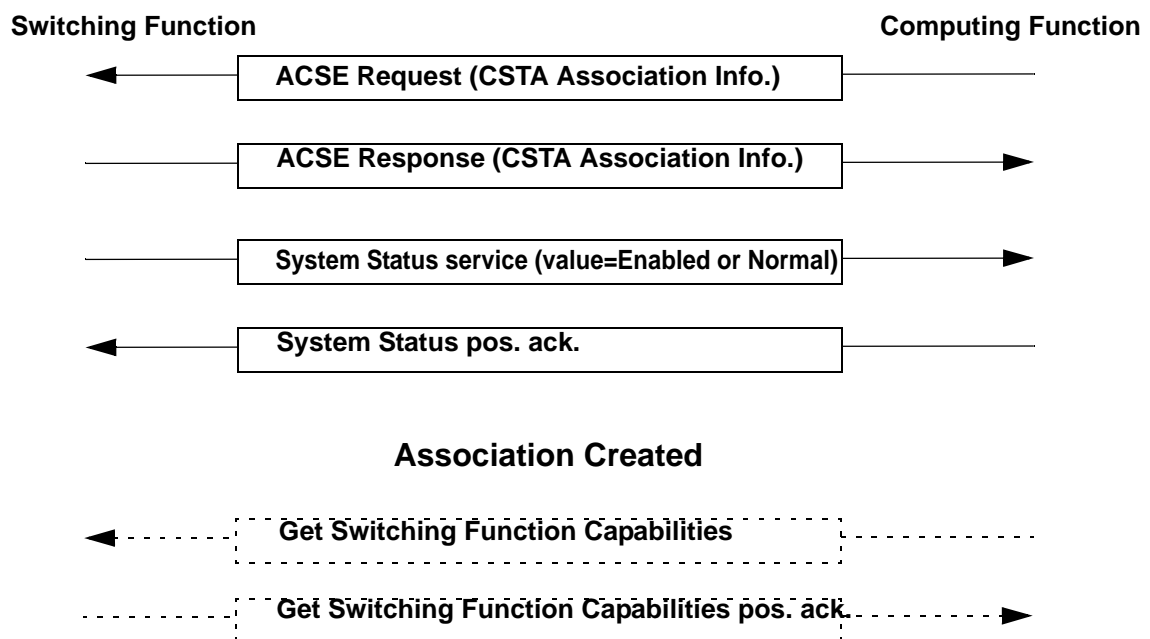 Switching Function
Computing Function
ACSE Request (CSTA Association Info.)
ACSE Response (CSTA Association Info.)
System Status service (value=Enabled or Normal)
System Status pos. ack.
Association Created
Get Switching Function Capabilities
Get Switching Function Capabilities pos. ack.